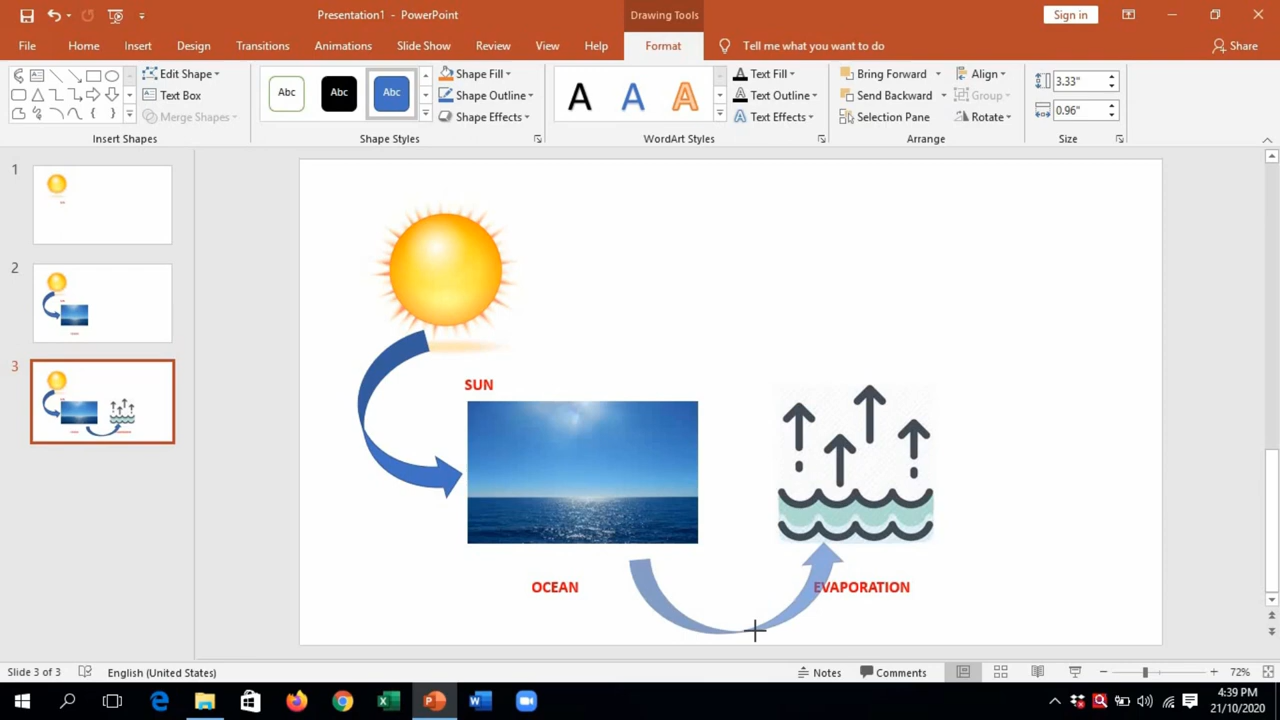 Presentation1 - PowerPoint
Drawing Tools
Sign in
File
Home
Insert
Design
Transitions
Animations
Slide Show
Review
View
Help
Format
Tell me what you want to do
Share
Edit Shape
Text Box
Merge Shapes
Insert Shapes
Abc
Abc
Abc
Shape Fill
Shape Outline
Shape Effects
Shape Styles
A
A
A
Text Fill
Text Outline
Text Effects
WordArt Styles
Bring Forward
Send Backward
Selection Pane
Align
Group
Rotate
Arrange
3.33"
0.96"
Size
1
2
3
SUN
OCEAN
EVAPORATION
Slide 3 of 3
English (United States)
Notes
Comments
72%
4:39 PM
21/10/2020